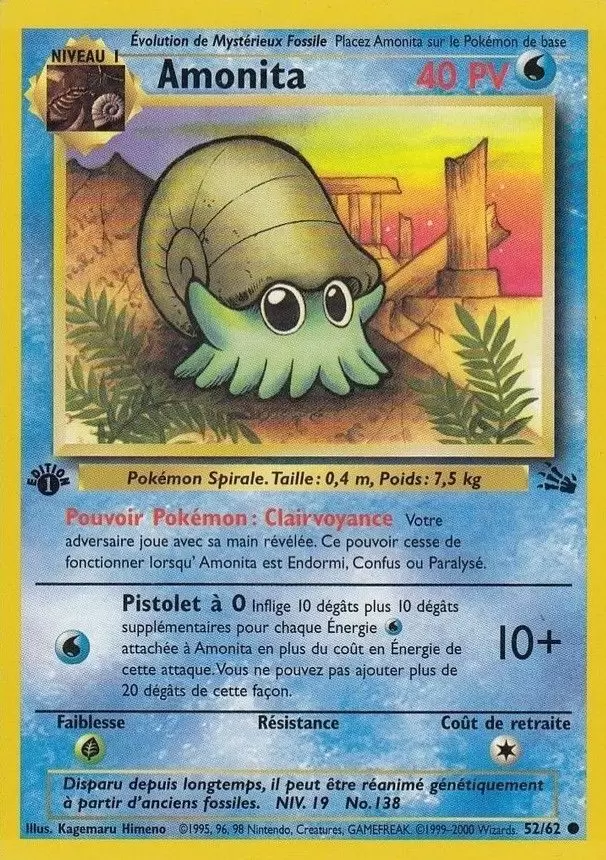 Évolution de Mystérieux Fossile Placez Amonita sur le Pokémon de base
NIVEAU 1
Amonita
40 PV
Pokémon Spirale. Taille : 0,4 m, Poids : 7,5 kg
EDITION
1
Pouvoir Pokémon : Clairvoyance Votre
adversaire joue avec sa main révélée. Ce pouvoir cesse de
fonctionner lorsqu' Amonita est Endormi, Confus ou Paralysé.
Pistolet à O Inflige 10 dégâts plus 10 dégâts
supplémentaires pour chaque Énergie
attachée à Amonita en plus du coût en Énergie de
cette attaque. Vous ne pouvez pas ajouter plus de
20 dégâts de cette façon.
10+
Faiblesse
Résistance
Coût de retraite
Disparu depuis longtemps, il peut être réanimé génétiquement
à partir d'anciens fossiles. NIV. 19 No. 138
Illus. Kagemaru Himeno ©1995, 96, 98 Nintendo, Creatures, GAMEFREAK. ©1999-2000 Wizards. 52/62